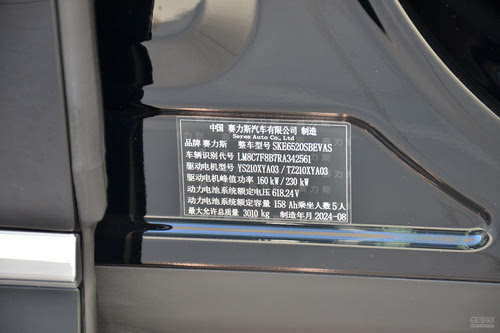 中国 赛力斯汽车有限公司 制造
Seres Auto Co., Ltd
品牌 赛力斯 整车型号 SKE6520SBEVAS
车辆识别代号 LM8C7F8B7RA342561
驱动电机型号 YS210XYA03 / TZ210XYA03
驱动电机峰值功率 160 kW / 230 kW
动力电池系统额定电压 618.24 V
动力电池系统额定容量 158 Ah 乘坐人数 5 人
最大允许总质量 3010 kg 制造年月 2024-08